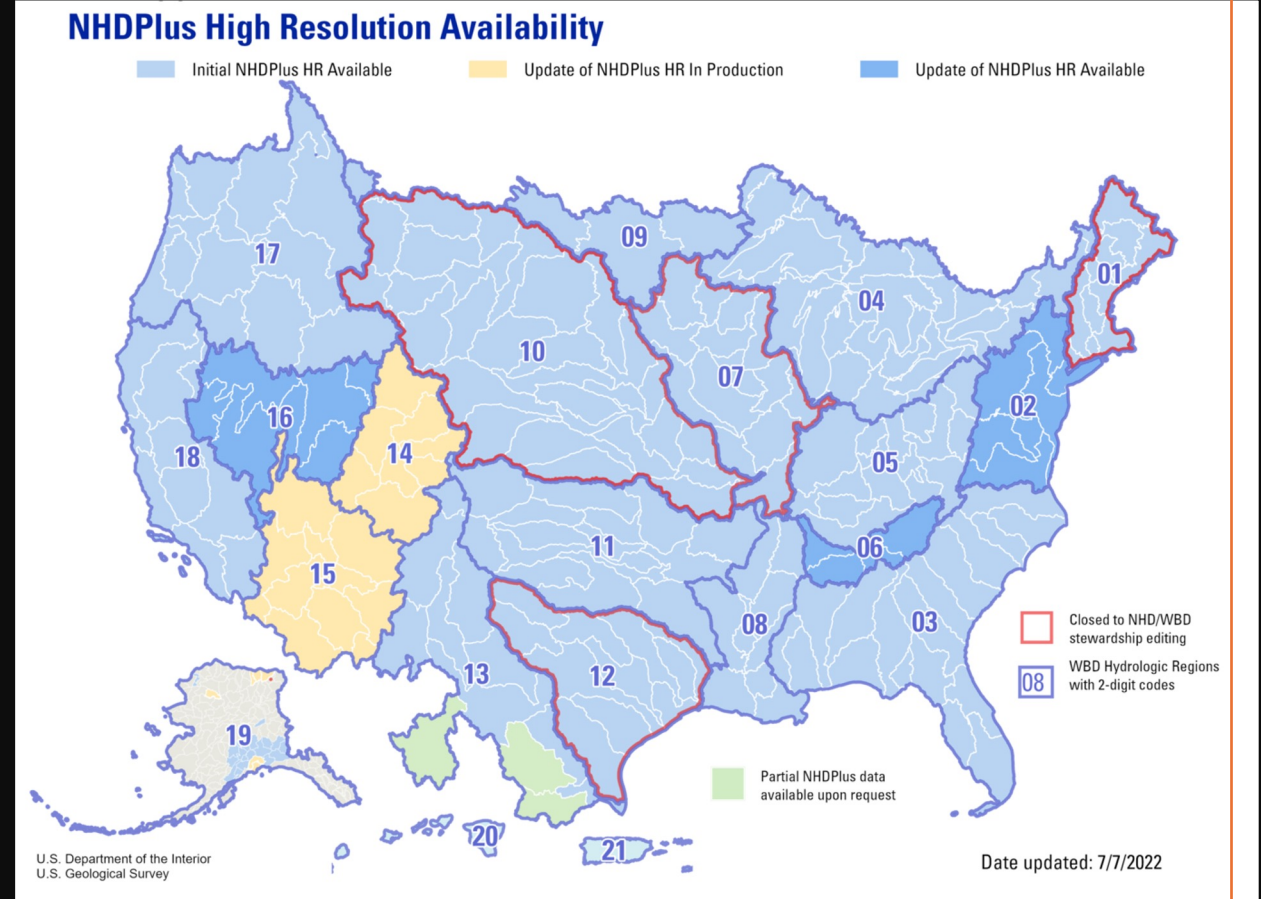 NHDPlus High Resolution Availability
Initial NHDPlus HR Available
Update of NHDPlus HR In Production
Update of NHDPlus HR Available
17
09
01
04
10
07
16
02
18
14
05
11
06
15
08
03
Closed to NHD/WBD
stewardship editing
13
12
WBD Hydrologic Regions
with 2-digit codes
08
19
Partial NHDPlus data
available upon request
20
21
U.S. Department of the Interior
U.S. Geological Survey
Date updated: 7/7/2022